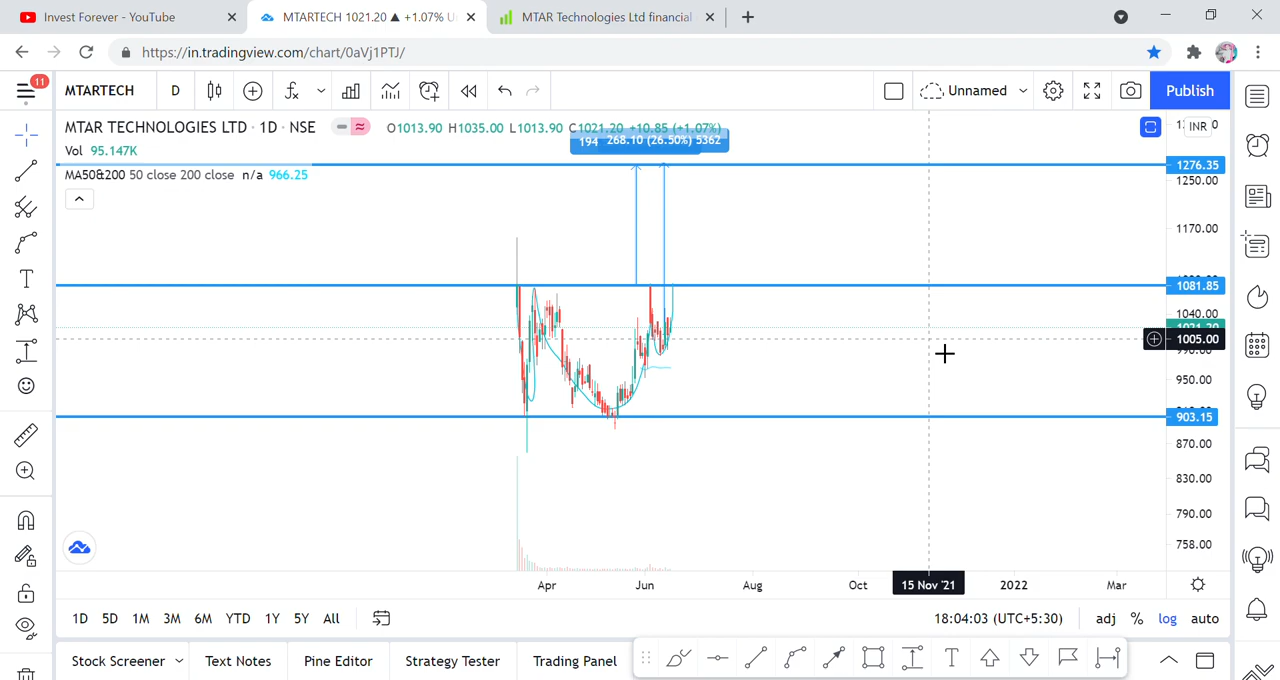 Invest Forever - YouTube
MTARTECH 1021.20 ▲ +1.07% U
MTAR Technologies Ltd financial
https://in.tradingview.com/chart/0aVj1PTJ/
11
MTARTECH
D
Unnamed
Publish
MTAR TECHNOLOGIES LTD · 1D · NSE
O1013.90 H1035.00 L1013.90 C1021.20 +10.85 (+1.07%)
194
268.10 (26.50%) 5362
INR
Vol 95.147K
MA50&200 50 close 200 close n/a 966.25
1276.35
1250.00
1170.00
1081.85
1040.00
1021.20
1005.00
950.00
903.15
870.00
830.00
790.00
758.00
Apr
Jun
Aug
Oct
15 Nov '21
2022
Mar
1D
5D
1M
3M
6M
YTD
1Y
5Y
All
18:04:03 (UTC+5:30)
adj
%
log
auto
Stock Screener
Text Notes
Pine Editor
Strategy Tester
Trading Panel